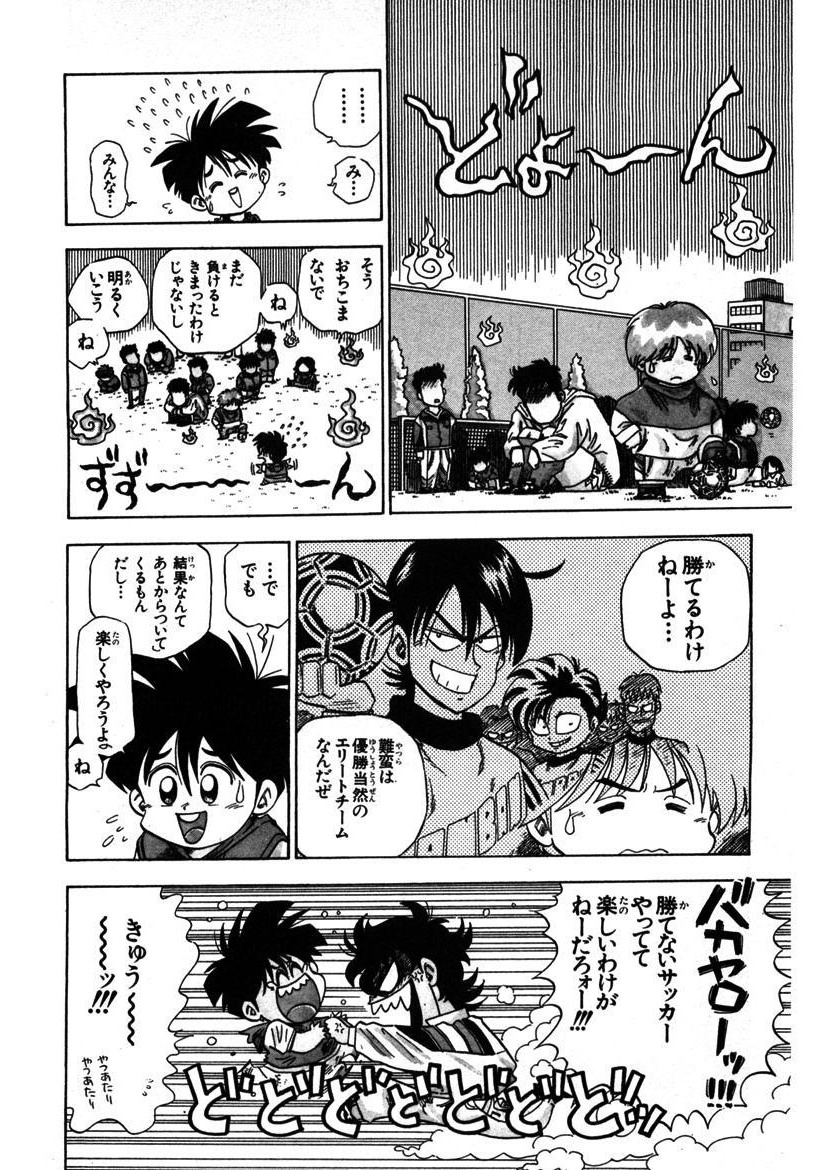 どよーーん
………
み…
みんな…
そう
おちこま
ないで
まだ
負けると
きまったわけ
じゃないし
ね
明るく
いこう
ね
ずずーーーーん
勝てるわけ
ねーよ…
難蛮は
優勝当然の
エリートチーム
なんだぜ
…で
でも
結果なんて
あとからついて
くるもん
だし…
楽しくやろうよ
ね
バカヤローッ!!!
勝てないサッカー
やってて
楽しいわけが
ねーだろォー!!!
きゅう〜〜
〜〜〜ッ!!!
やつあたり
やつあたり
どどどどどどどッ